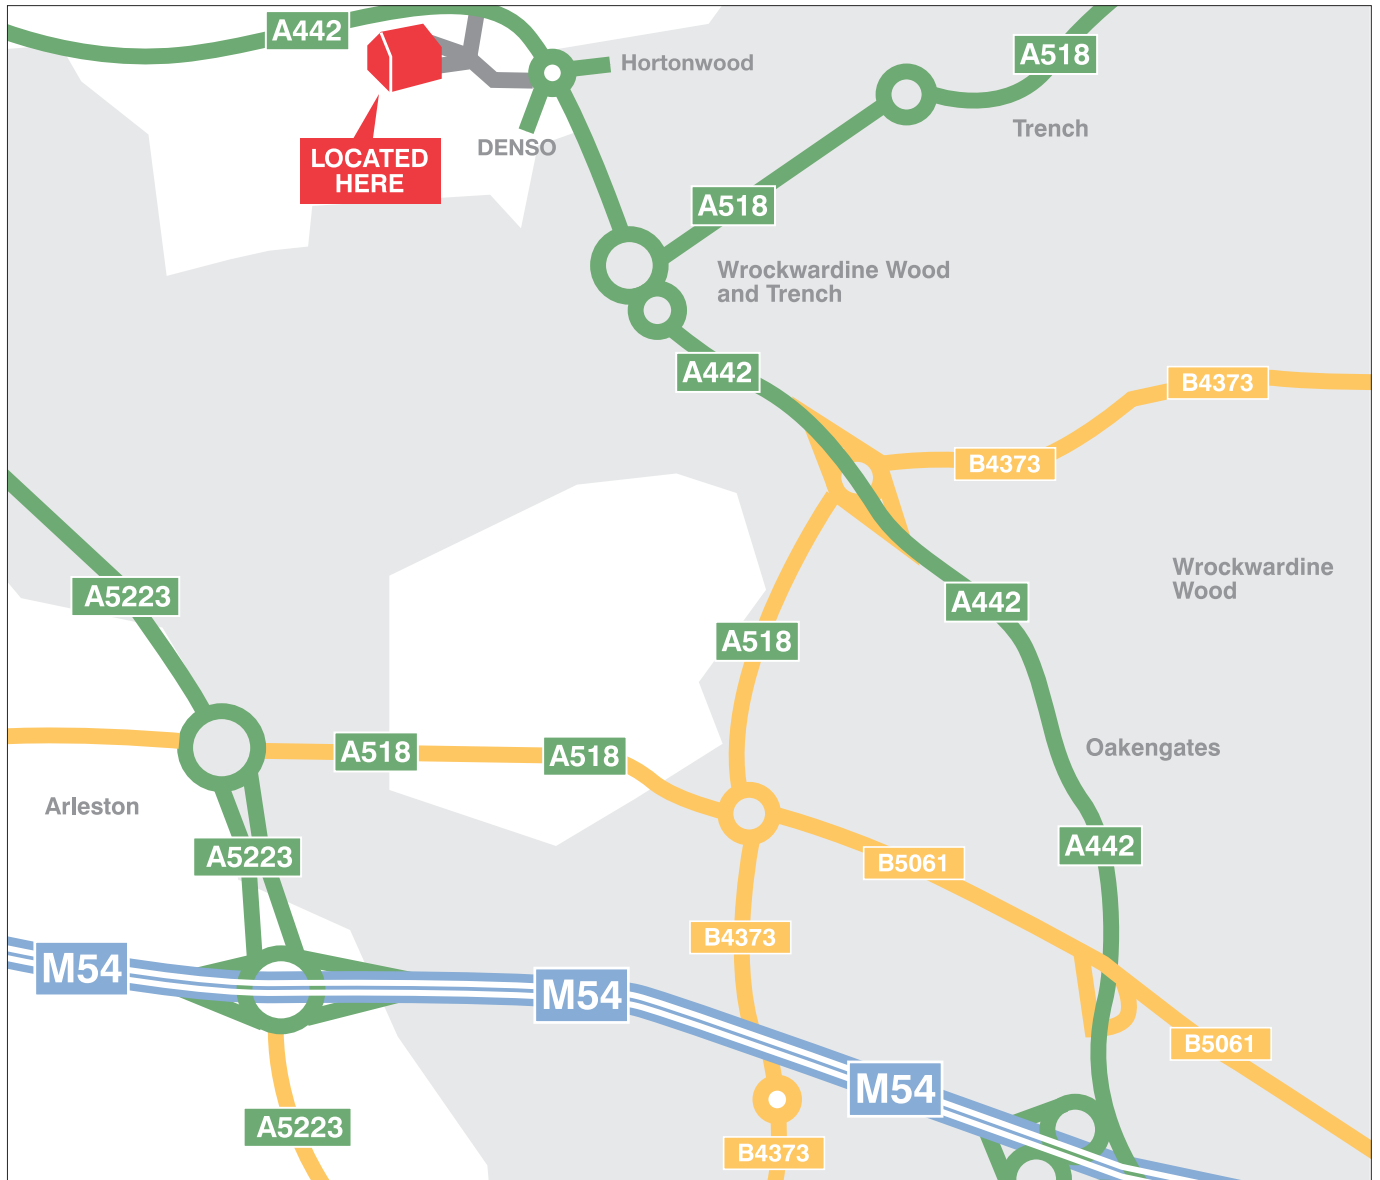 A442
A518
Hortonwood
Trench
DENSO
LOCATED
HERE
A518
Wrockwardine Wood
and Trench
A442
B4373
B4373
Wrockwardine
Wood
A5223
A442
A518
Oakengates
A518
A518
Arleston
A442
A5223
B5061
B4373
M54
M54
B5061
M54
A5223
B4373